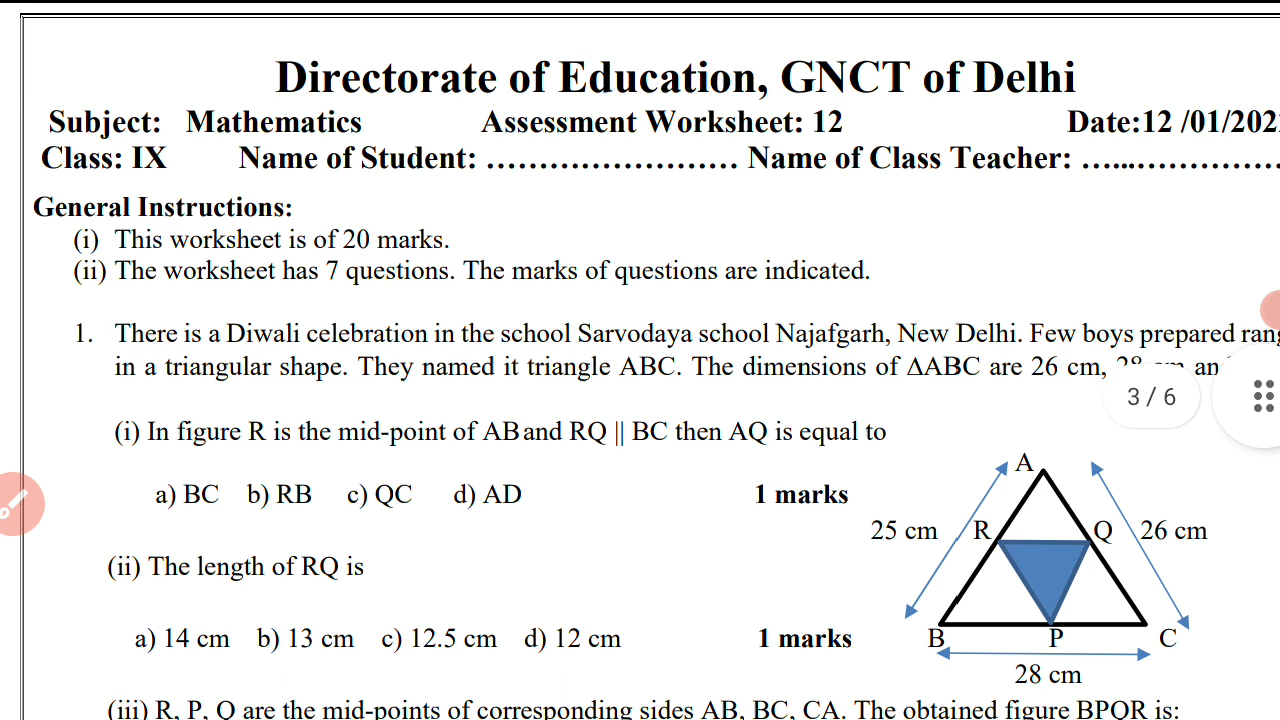 Directorate of Education, GNCT of Delhi
Subject: Mathematics Assessment Worksheet: 12 Date:12 /01/202
Class: IX Name of Student: ........................ Name of Class Teacher: ....................
General Instructions:
(i) This worksheet is of 20 marks.
(ii) The worksheet has 7 questions. The marks of questions are indicated.
1. There is a Diwali celebration in the school Sarvodaya school Najafgarh, New Delhi. Few boys prepared
in a triangular shape. They named it triangle ABC. The dimensions of ΔABC are 26 cm,
3 / 6
(i) In figure R is the mid-point of AB and RQ || BC then AQ is equal to
A
a) BC b) RB c) QC d) AD 1 marks
25 cm R Q 26 cm
(ii) The length of RQ is
a) 14 cm b) 13 cm c) 12.5 cm d) 12 cm 1 marks
B P C
28 cm
(iii) R, P, Q are the mid-points of corresponding sides AB, BC, CA. The obtained figure BPQR is: